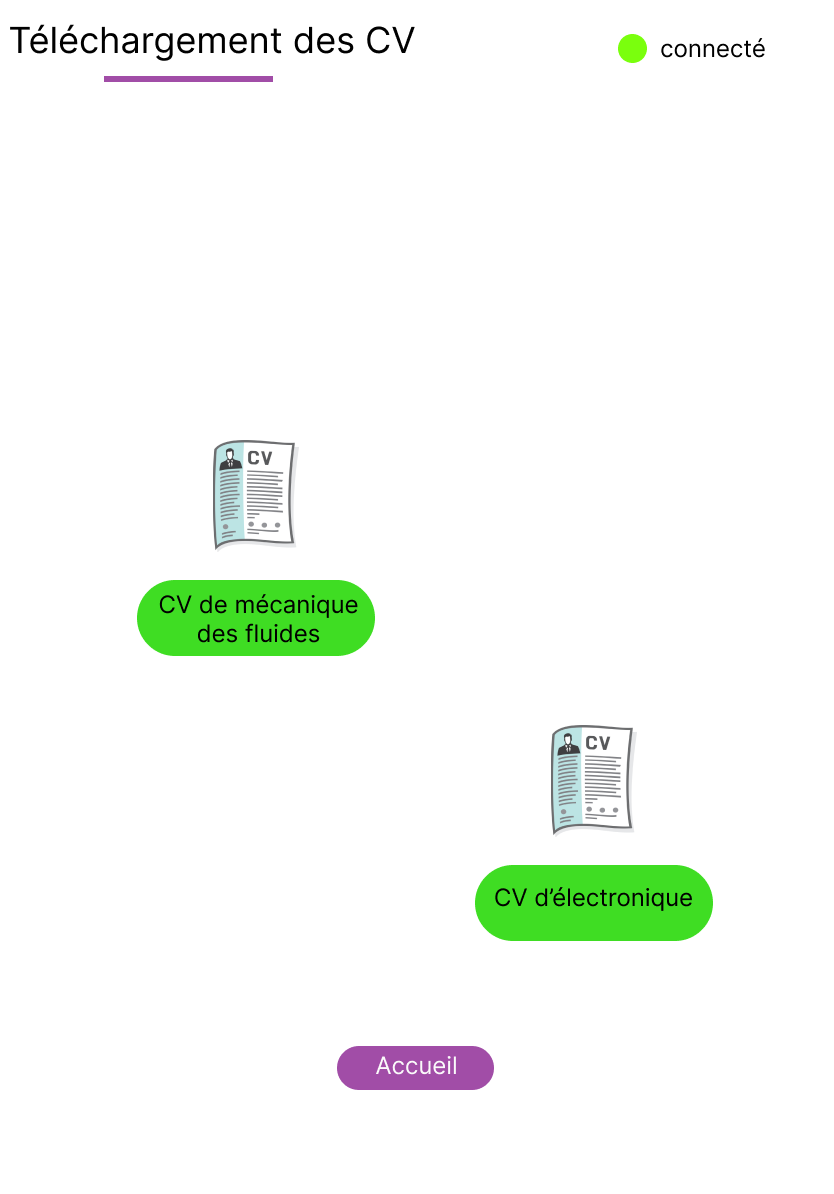 Téléchargement des CV
connecté
CV
CV de mécanique
des fluides
CV
CV d’électronique
Accueil